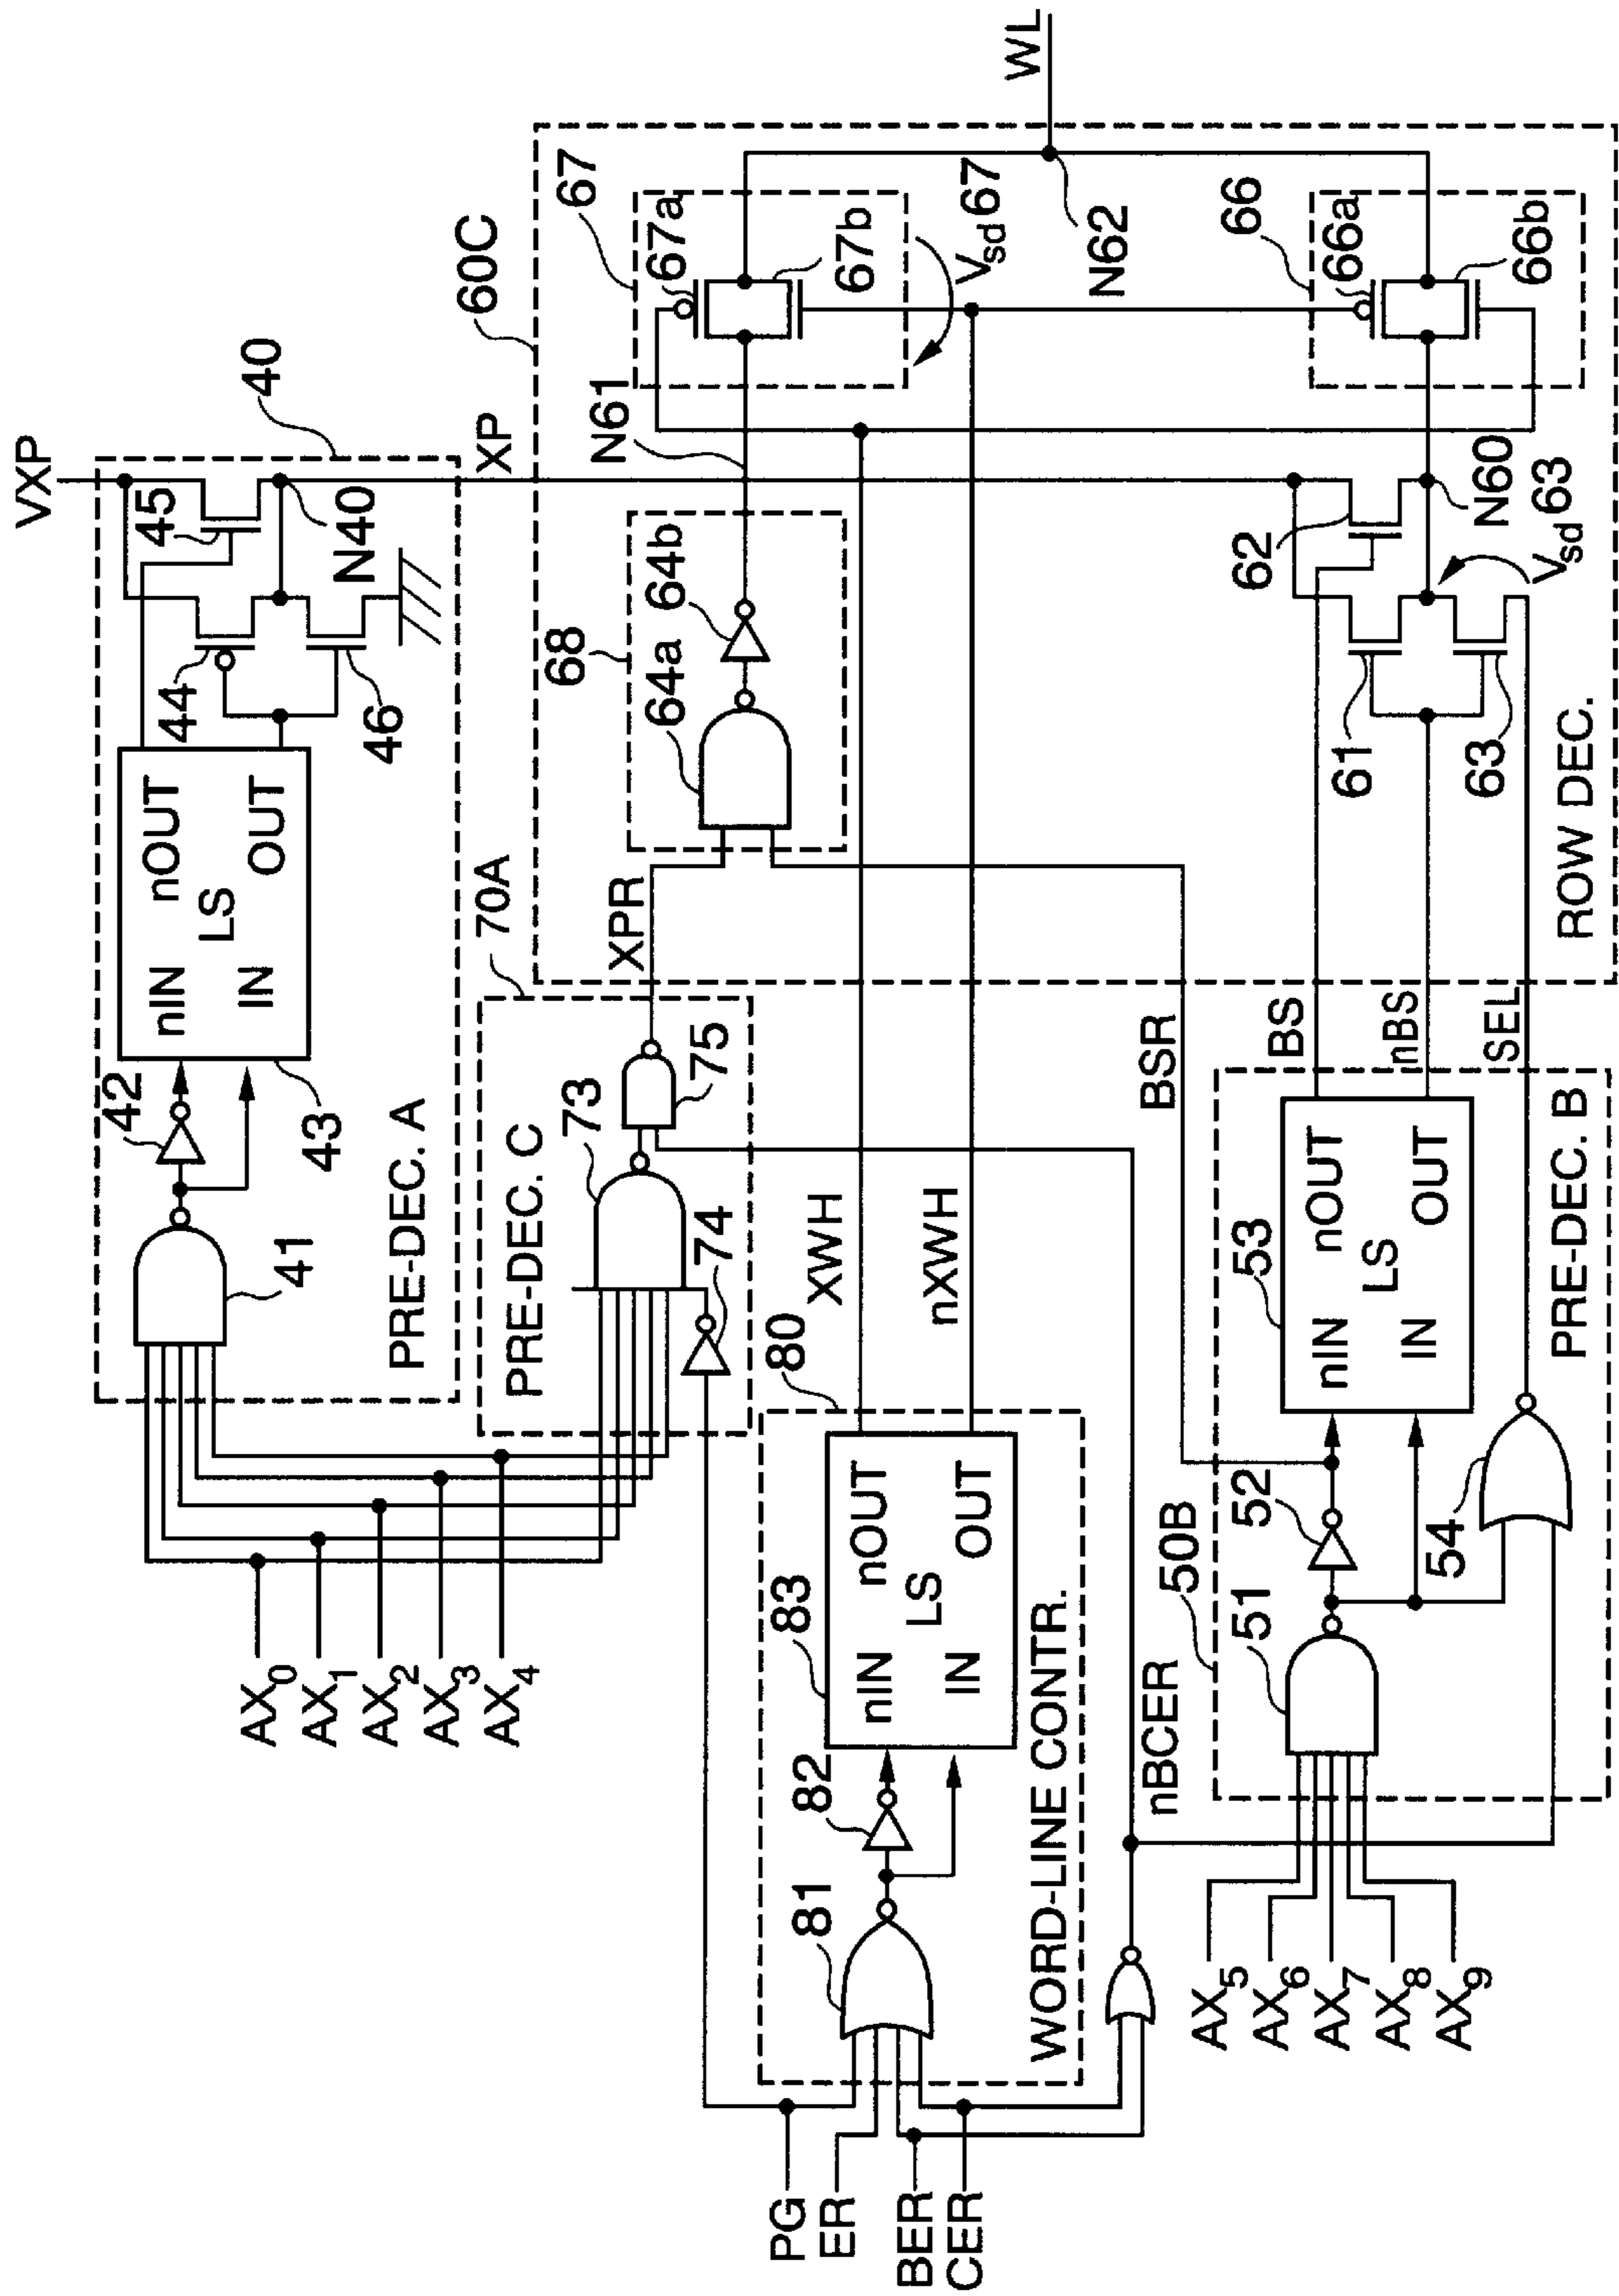 VXP
40
45
44
N40
XP
46
nOUT
LS
OUT
nIN
IN
42
43
41
PRE-DEC. A
60C
67
67a
67b
Vsd 67
WL
N61
N62
66
66a
66b
68
64a
64b
62
N60
Vsd 63
61
63
ROW DEC.
70A
XPR
75
73
PRE-DEC. C
74
AX0
AX1
AX2
AX3
AX4
80
XWH
nXWH
BSR
BS
nBS
SEL
83
nOUT
LS
OUT
nIN
IN
82
81
WORD-LINE CONTR.
PG
ER
BER
CER
nBCER
50B
53
nOUT
LS
OUT
nIN
IN
52
51
54
PRE-DEC. B
AX5
AX6
AX7
AX8
AX9